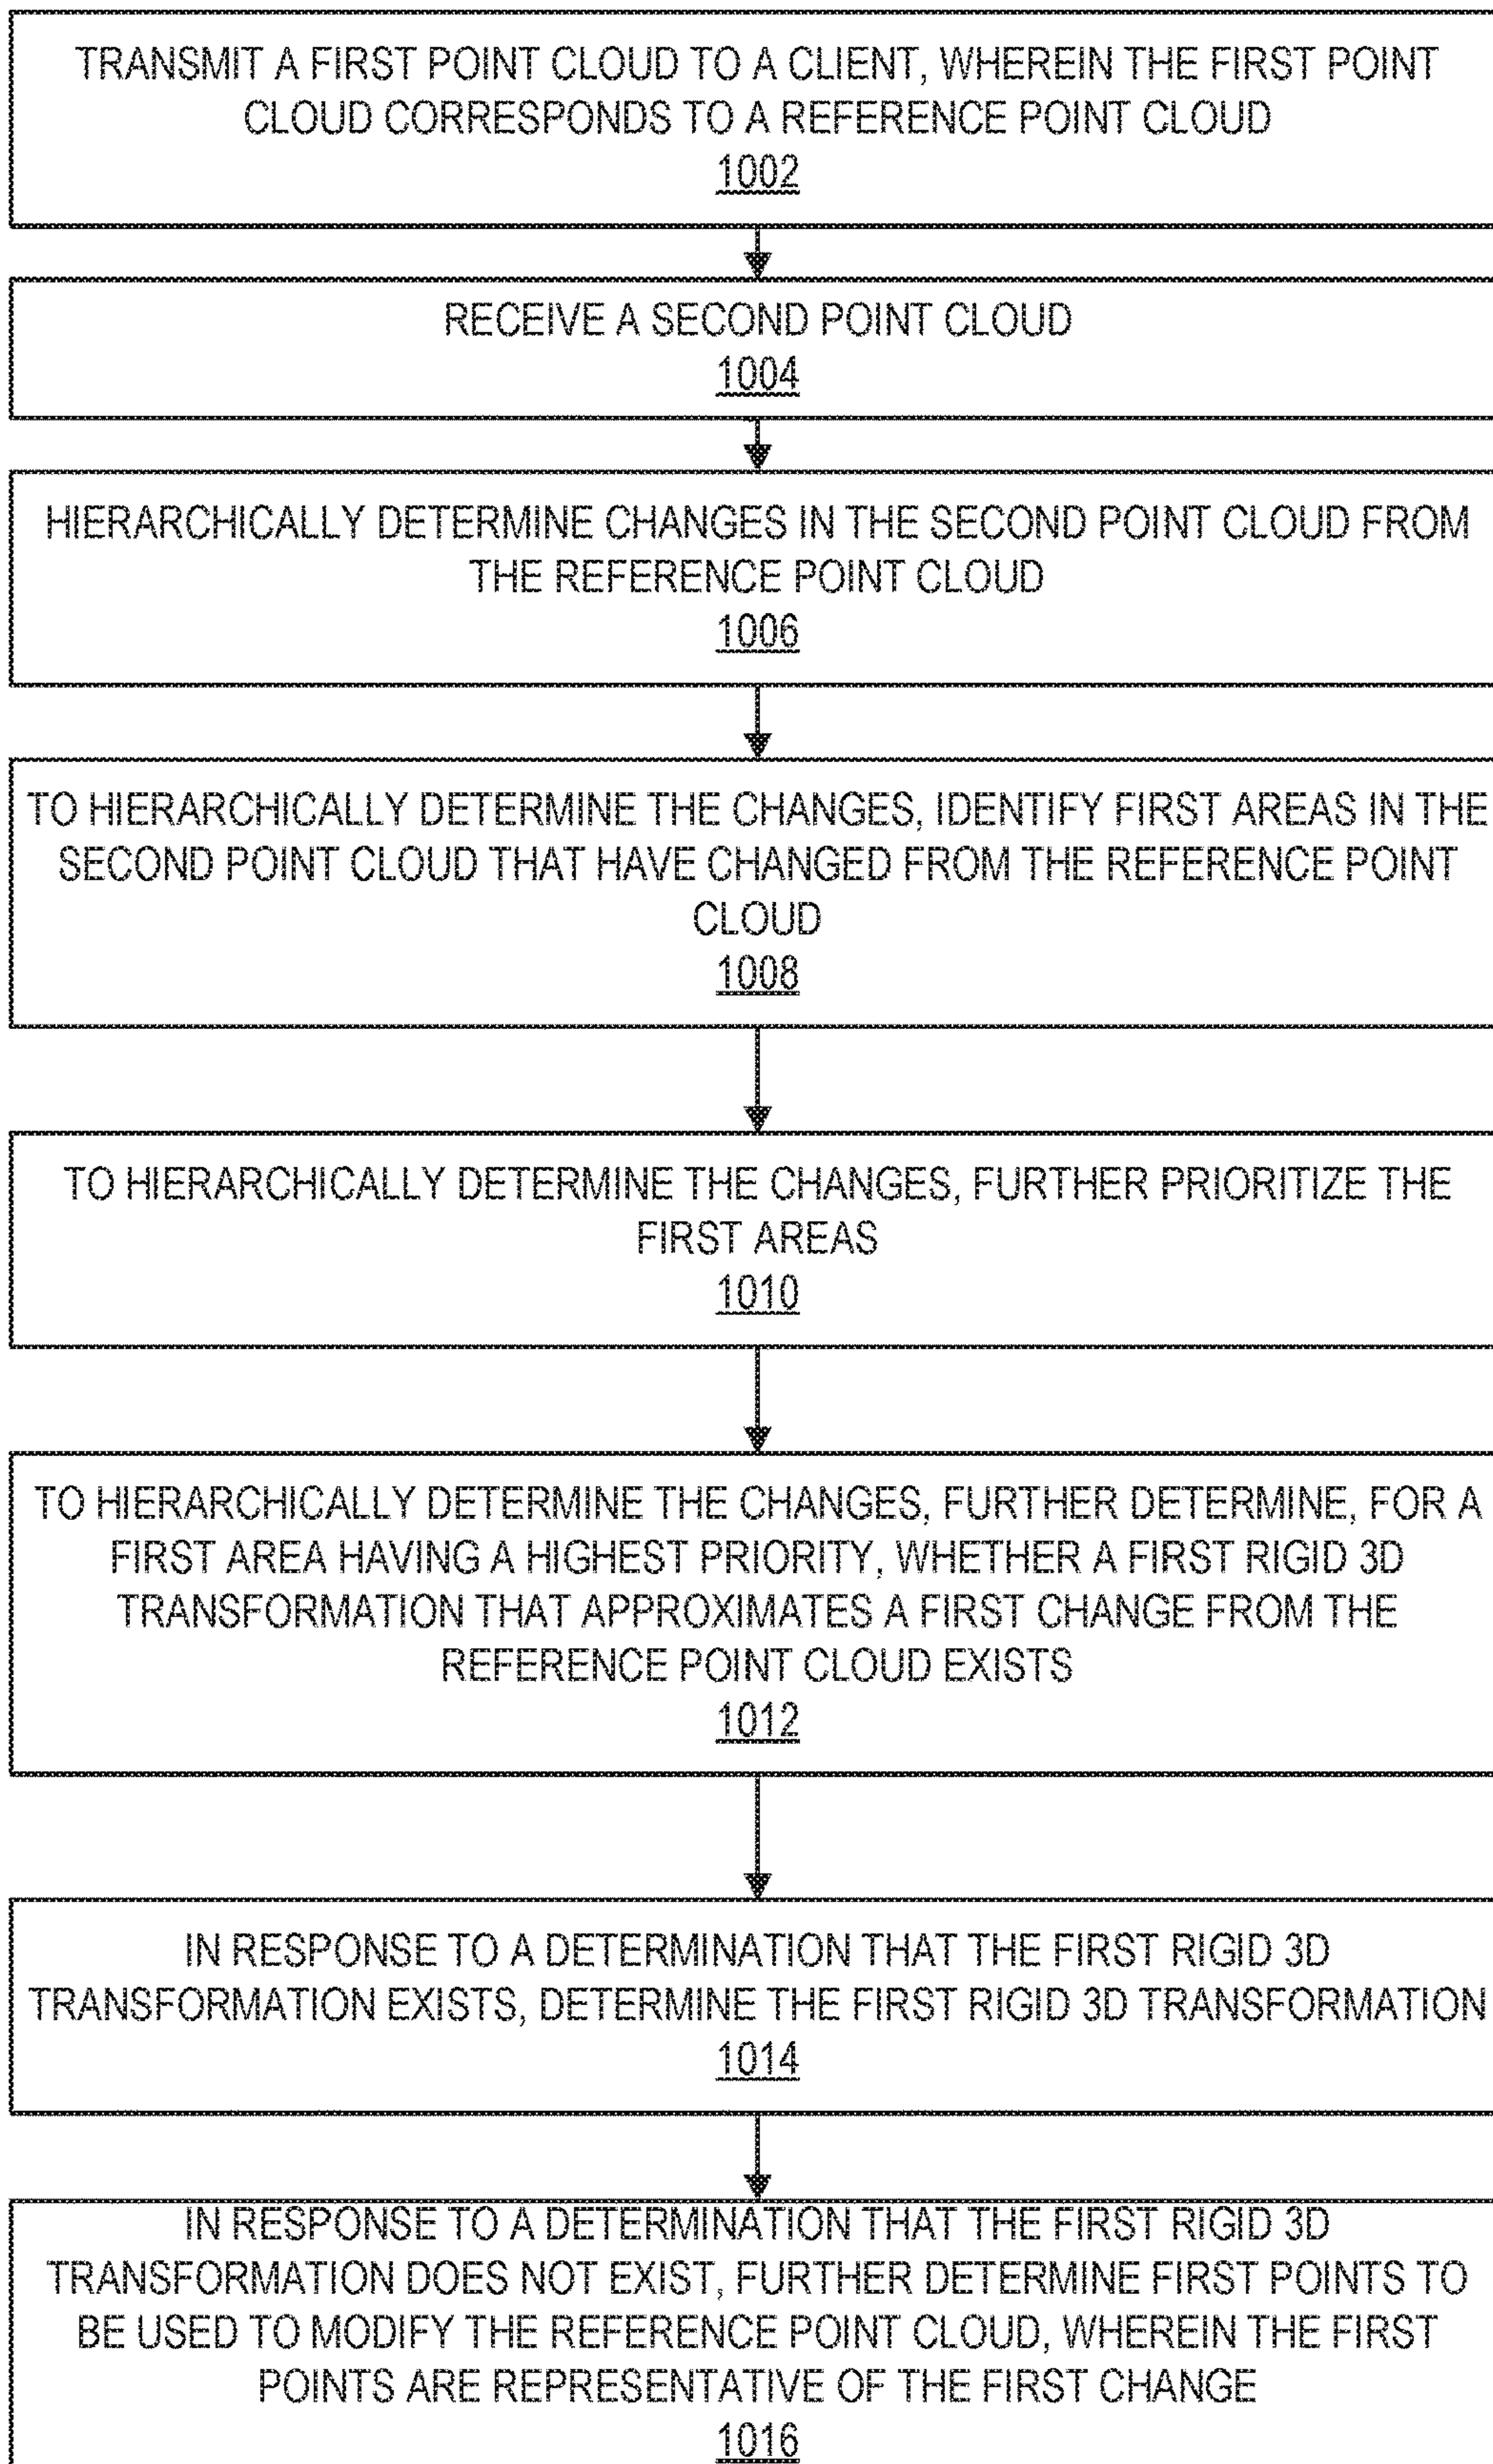 TRANSMIT A FIRST POINT CLOUD TO A CLIENT, WHEREIN THE FIRST POINT
CLOUD CORRESPONDS TO A REFERENCE POINT CLOUD
1002
RECEIVE A SECOND POINT CLOUD
1004
HIERARCHICALLY DETERMINE CHANGES IN THE SECOND POINT CLOUD FROM
THE REFERENCE POINT CLOUD
1006
TO HIERARCHICALLY DETERMINE THE CHANGES, IDENTIFY FIRST AREAS IN THE
SECOND POINT CLOUD THAT HAVE CHANGED FROM THE REFERENCE POINT
CLOUD
1008
TO HIERARCHICALLY DETERMINE THE CHANGES, FURTHER PRIORITIZE THE
FIRST AREAS
1010
TO HIERARCHICALLY DETERMINE THE CHANGES, FURTHER DETERMINE, FOR A
FIRST AREA HAVING A HIGHEST PRIORITY, WHETHER A FIRST RIGID 3D
TRANSFORMATION THAT APPROXIMATES A FIRST CHANGE FROM THE
REFERENCE POINT CLOUD EXISTS
1012
IN RESPONSE TO A DETERMINATION THAT THE FIRST RIGID 3D
TRANSFORMATION EXISTS, DETERMINE THE FIRST RIGID 3D TRANSFORMATION
1014
IN RESPONSE TO A DETERMINATION THAT THE FIRST RIGID 3D
TRANSFORMATION DOES NOT EXIST, FURTHER DETERMINE FIRST POINTS TO
BE USED TO MODIFY THE REFERENCE POINT CLOUD, WHEREIN THE FIRST
POINTS ARE REPRESENTATIVE OF THE FIRST CHANGE
1016